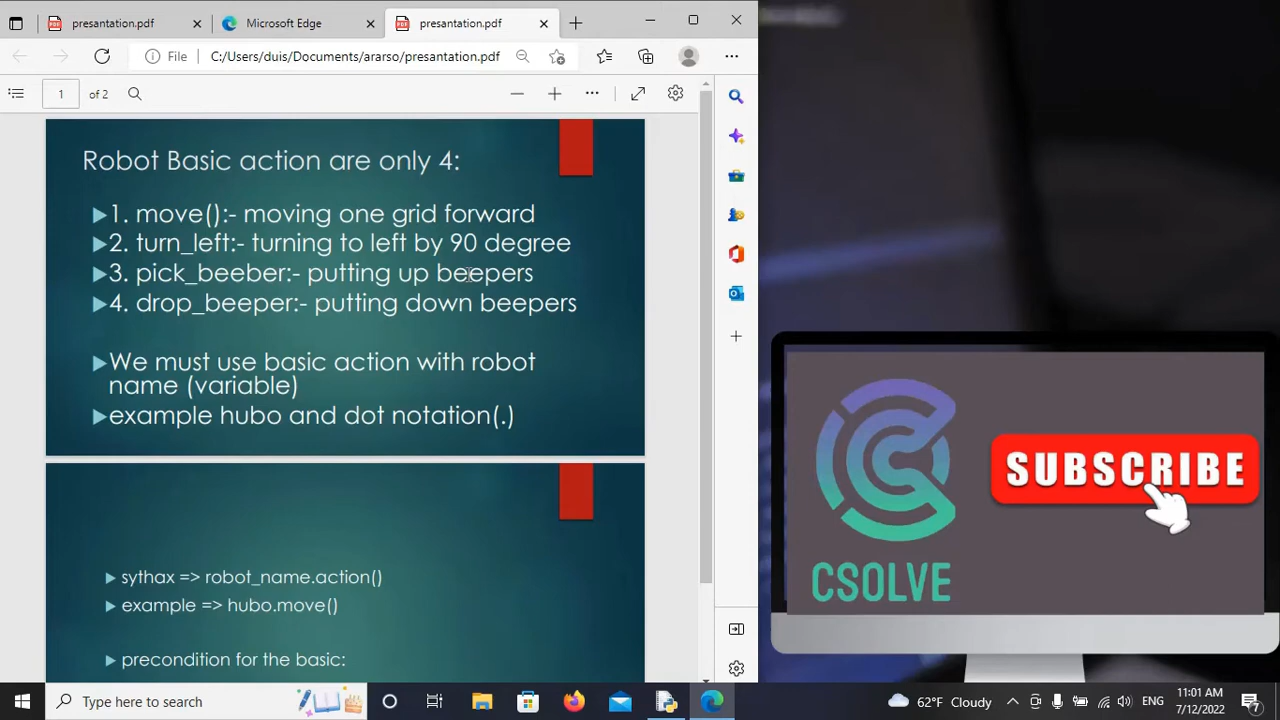 presantation.pdf
Microsoft Edge
presantation.pdf
File
C:/Users/duis/Documents/ararso/presantation.pdf
1 of 2
Robot Basic action are only 4:
1. move():- moving one grid forward
2. turn_left:- turning to left by 90 degree
3. pick_beeber:- putting up beepers
4. drop_beeper:- putting down beepers
We must use basic action with robot
name (variable)
example hubo and dot notation(.)
sythax => robot_name.action()
example => hubo.move()
precondition for the basic:
SUBSCRIBE
CSOLVE
Type here to search
62°F Cloudy
ENG
11:01 AM
7/12/2022
7